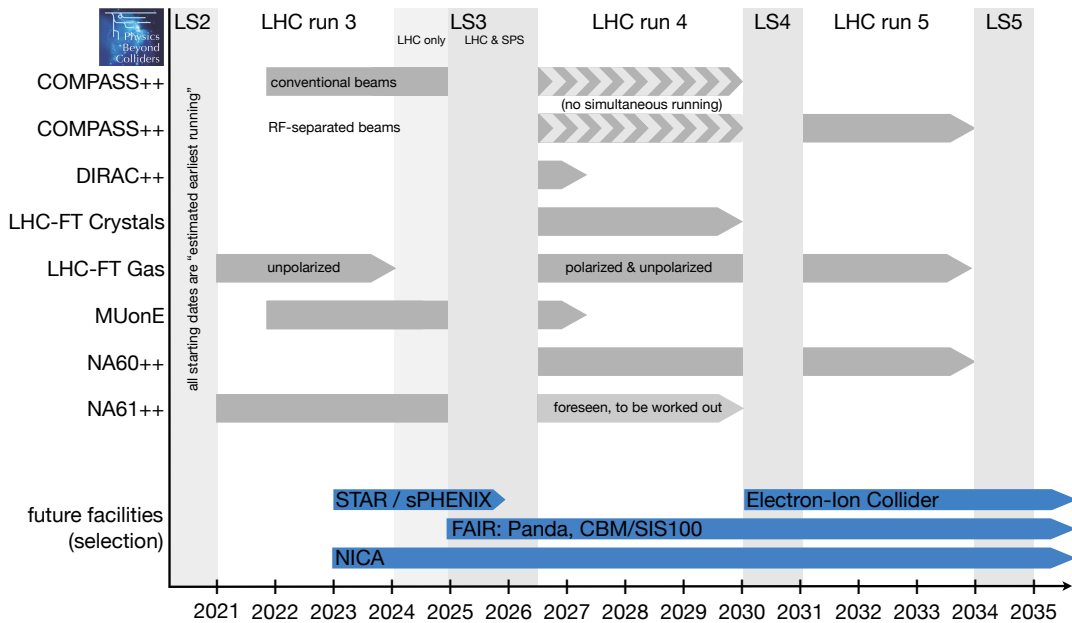 LS2
LHC run 3
LS3
LHC run 4
LS4
LHC run 5
LS5
LHC only
LHC & SPS
Physics
Beyond
Colliders
all starting dates are “estimated earliest running”
COMPASS++
conventional beams
(no simultaneous running)
COMPASS++
RF-separated beams
DIRAC++
LHC-FT Crystals
LHC-FT Gas
unpolarized
polarized & unpolarized
MUonE
NA60++
NA61++
foreseen, to be worked out
future facilities
(selection)
STAR / sPHENIX
Electron-Ion Collider
FAIR: Panda, CBM/SIS100
NICA
2021 2022 2023 2024 2025 2026 2027 2028 2029 2030 2031 2032 2033 2034 2035